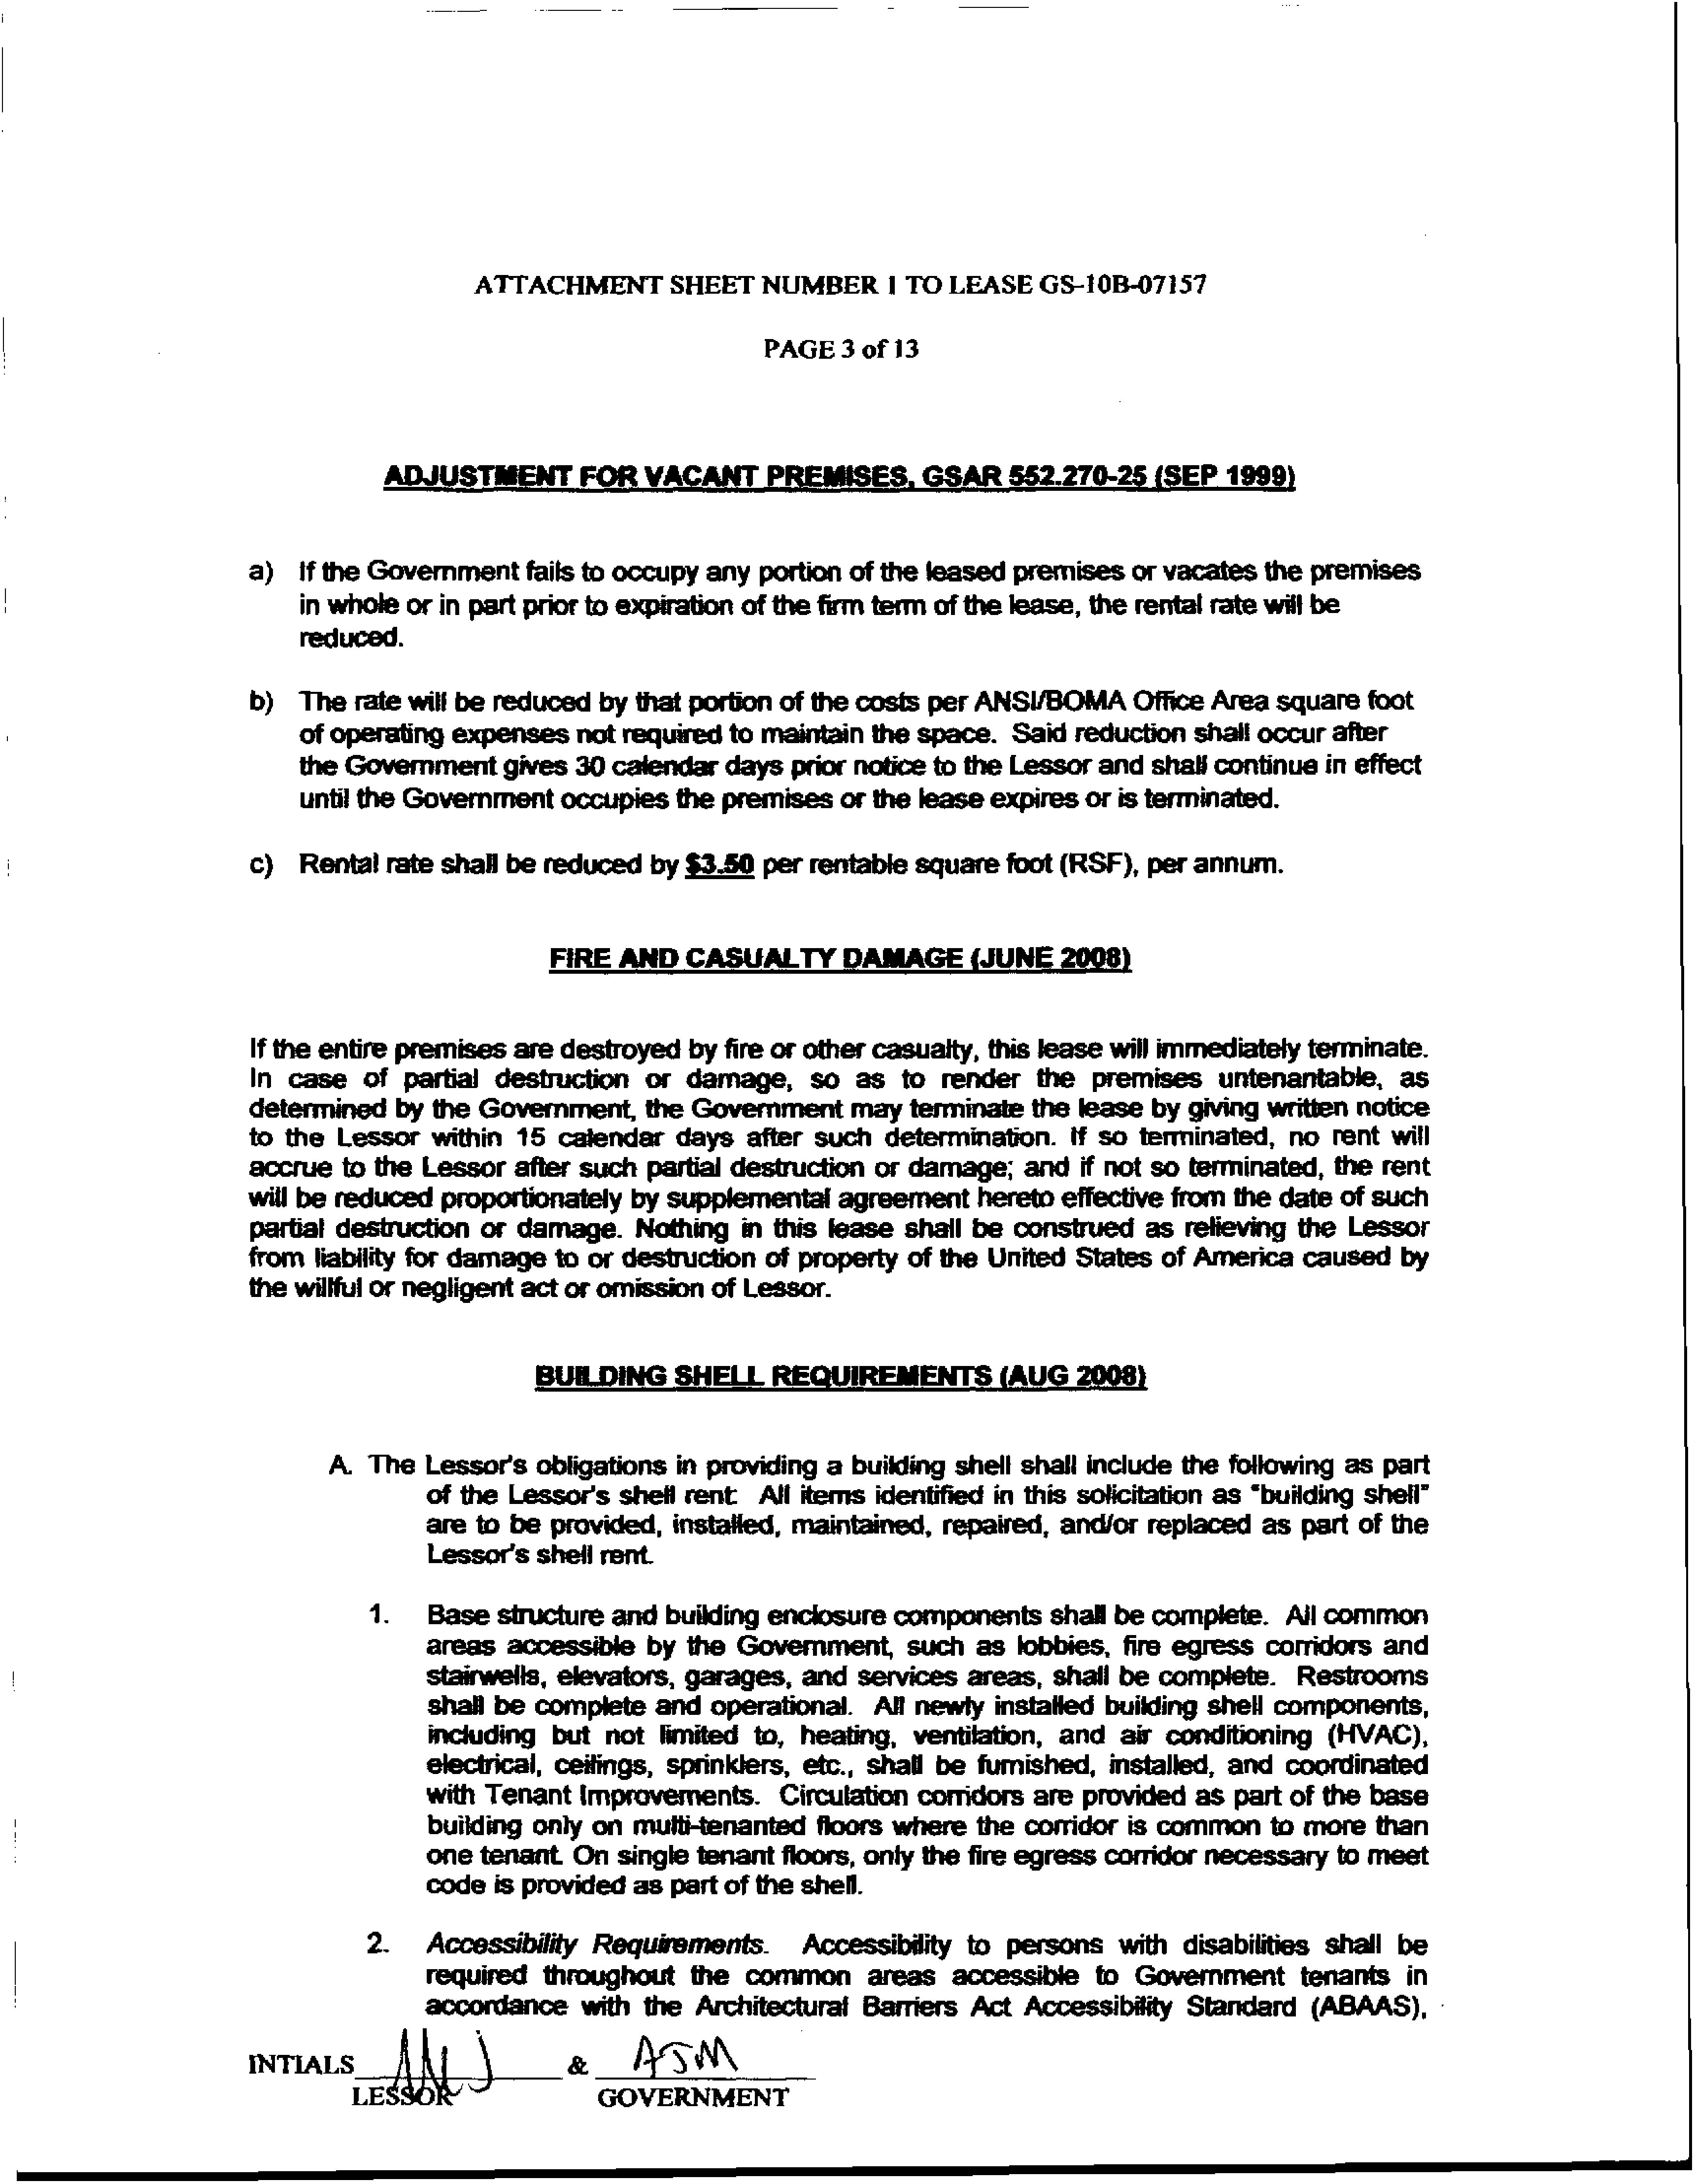 ATTACHMENT SHEET NUMBER 1 TO LEASE GS-10B-07157
PAGE 3 of 13
ADJUSTMENT FOR VACANT PREMISES, GSAR 552.270-25 (SEP 1999)
a) If the Government fails to occupy any portion of the leased premises or vacates the premises
in whole or in part prior to expiration of the firm term of the lease, the rental rate will be
reduced.
b) The rate will be reduced by that portion of the costs per ANSI/BOMA Office Area square foot
of operating expenses not required to maintain the space. Said reduction shall occur after
the Government gives 30 calendar days prior notice to the Lessor and shall continue in effect
until the Government occupies the premises or the lease expires or is terminated.
c) Rental rate shall be reduced by $3.50 per rentable square foot (RSF), per annum.
FIRE AND CASUALTY DAMAGE (JUNE 2008)
If the entire premises are destroyed by fire or other casualty, this lease will immediately terminate.
In case of partial destruction or damage, so as to render the premises untenantable, as
determined by the Government, the Government may terminate the lease by giving written notice
to the Lessor within 15 calendar days after such determination. If so terminated, no rent will
accrue to the Lessor after such partial destruction or damage; and if not so terminated, the rent
will be reduced proportionately by supplemental agreement hereto effective from the date of such
partial destruction or damage. Nothing in this lease shall be construed as relieving the Lessor
from liability for damage to or destruction of property of the United States of America caused by
the willful or negligent act or omission of Lessor.
BUILDING SHELL REQUIREMENTS (AUG 2008)
A. The Lessor's obligations in providing a building shell shall include the following as part
of the Lessor's shell rent: All items identified in this solicitation as "building shell"
are to be provided, installed, maintained, repaired, and/or replaced as part of the
Lessor's shell rent.
1. Base structure and building enclosure components shall be complete. All common
areas accessible by the Government, such as lobbies, fire egress corridors and
stairwells, elevators, garages, and services areas, shall be complete. Restrooms
shall be complete and operational. All newly installed building shell components,
including but not limited to, heating, ventilation, and air conditioning (HVAC),
electrical, ceilings, sprinklers, etc., shall be furnished, installed, and coordinated
with Tenant Improvements. Circulation corridors are provided as part of the base
building only on multi-tenanted floors where the corridor is common to more than
one tenant. On single tenant floors, only the fire egress corridor necessary to meet
code is provided as part of the shell.
2. Accessibility Requirements. Accessibility to persons with disabilities shall be
required throughout the common areas accessible to Government tenants in
accordance with the Architectural Barriers Act Accessibility Standard (ABAAS),
INTIALS & AJM
LESSOR GOVERNMENT